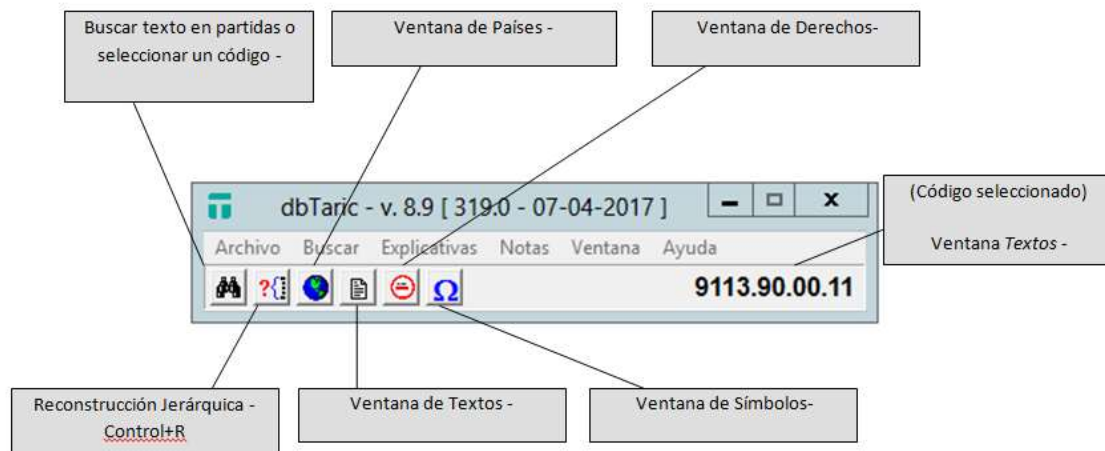 Buscar texto en partidas o
seleccionar un código -
Ventana de Países -
Ventana de Derechos-
(Código seleccionado)
Ventana Textos -
dbTaric - v. 8.9 [ 319.0 - 07-04-2017 ]
Archivo Buscar Explicativas Notas Ventana Ayuda
?{
Ω
9113.90.00.11
Reconstrucción Jerárquica -
Control+R
Ventana de Textos -
Ventana de Símbolos-